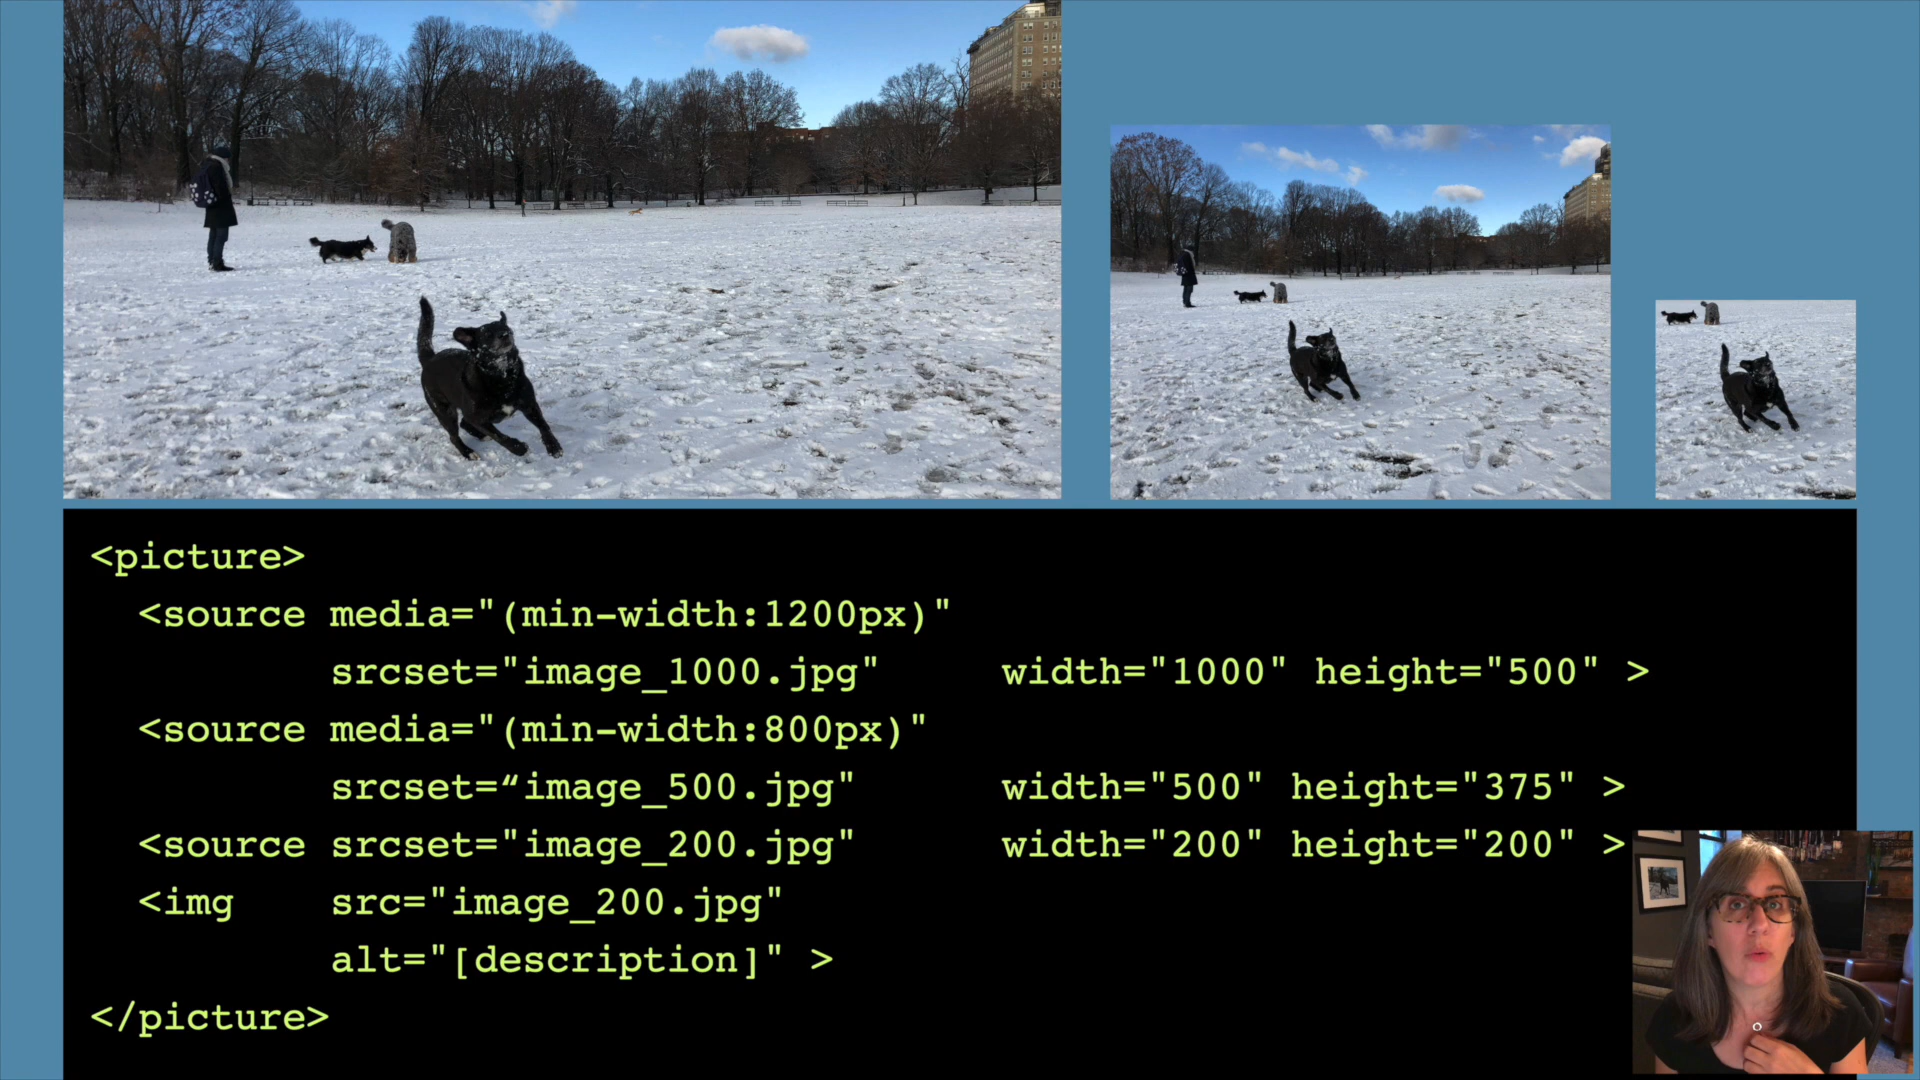 <picture>
<source media="(min-width:1200px)"
srcset="image_1000.jpg" width="1000" height="500" >
<source media="(min-width:800px)"
srcset=“image_500.jpg" width="500" height="375" >
<source srcset="image_200.jpg" width="200" height="200" >
<img src="image_200.jpg"
alt="[description]" >
</picture>